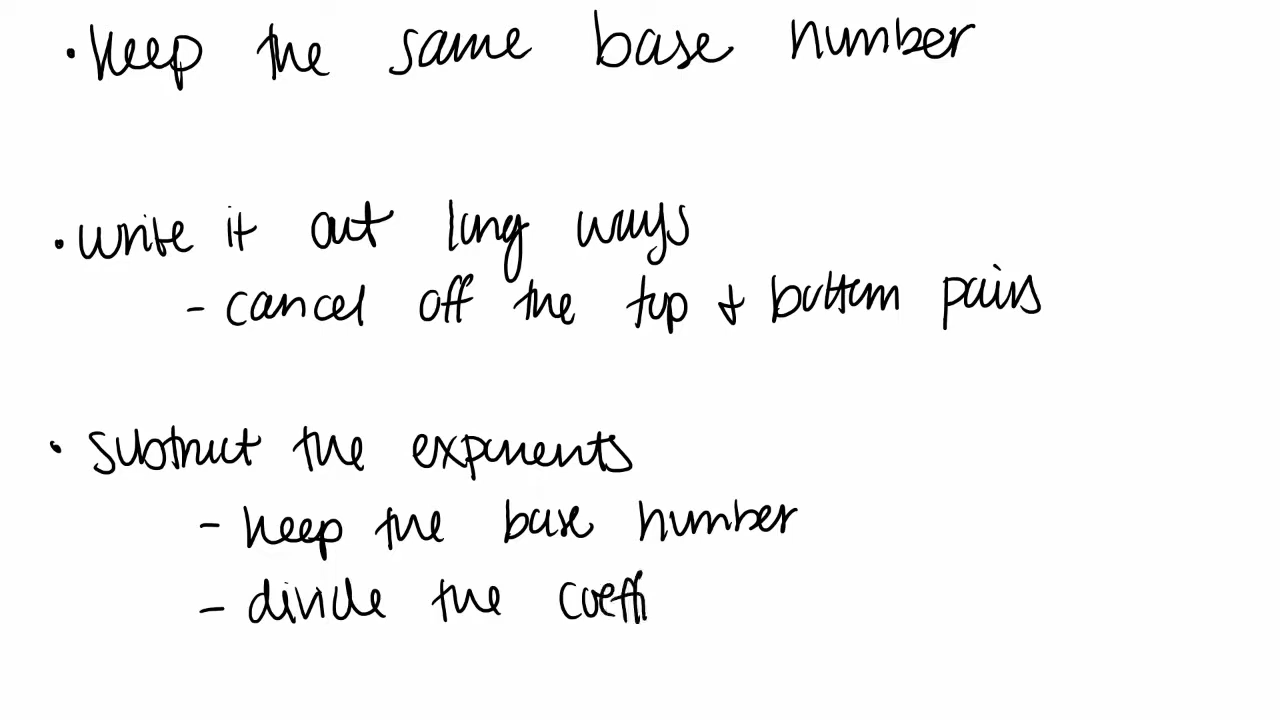 • keep the same base number
• write it out long ways
- cancel off the top + bottom pairs
• subtract the exponents
- keep the base number
- divide the coeff